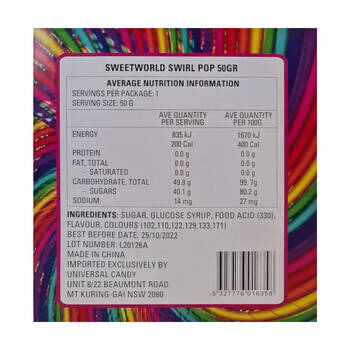 SWEETWORLD SWIRL POP 50GR
AVERAGE NUTRITION INFORMATION
SERVINGS PER PACKAGE: 1
SERVING SIZE: 50 G
AVE QUANTITY PER SERVING AVE QUANTITY PER 100G
ENERGY 835 kJ 1670 kJ
200 Cal 400 Cal
PROTEIN 0.0 g 0.0 g
FAT, TOTAL 0.0 g 0.0 g
– SATURATED 0.0 g 0.0 g
CARBOHYDRATE, TOTAL 49.8 g 99.7g
– SUGARS 40.1 g 80.2 g
SODIUM 14 mg 27 mg
INGREDIENTS: SUGAR, GLUCOSE SYRUP, FOOD ACID (330),
FLAVOUR, COLOURS (102,110,122,129,133,171)
BEST BEFORE DATE: 25/10/2022
LOT NUMBER: L20126A
MADE IN CHINA
IMPORTED EXCLUSIVELY BY
UNIVERSAL CANDY
UNIT 8/22 BEAUMONT ROAD
MT KURING-GAI NSW 2080
9 327776 016358